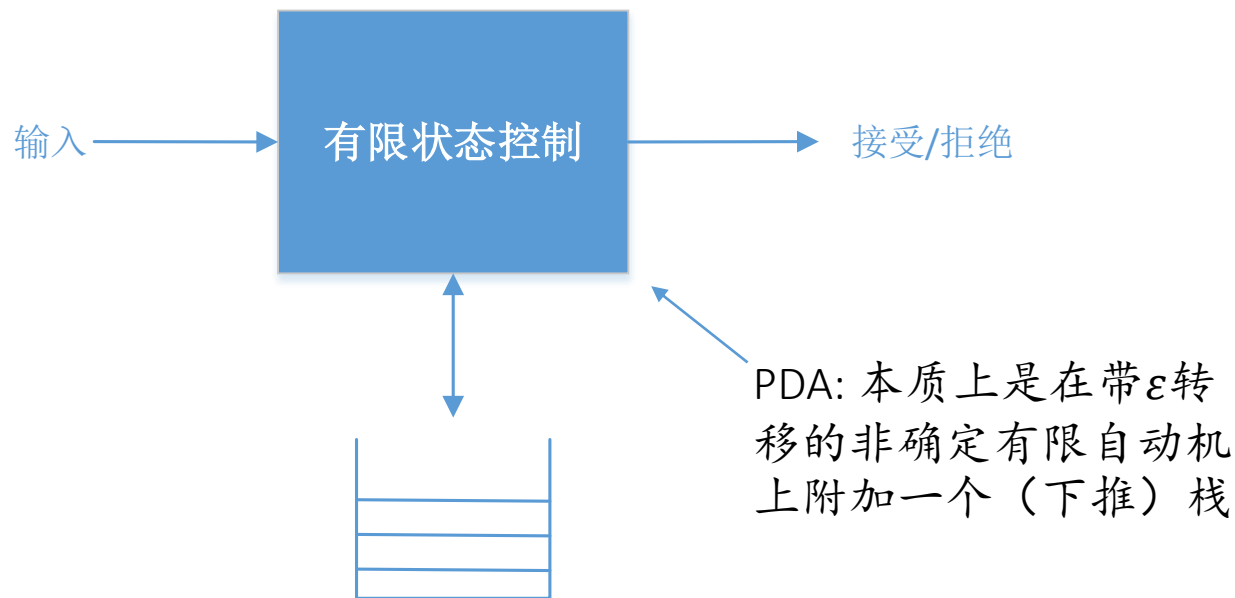 输入
有限状态控制
接受/拒绝
PDA: 本质上是在带ε转
移的非确定有限自动机
上附加一个（下推）栈